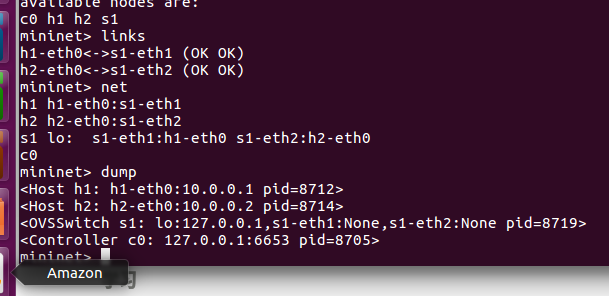 available nodes are:
c0 h1 h2 s1
mininet> links
h1-eth0<->s1-eth1 (OK OK)
h2-eth0<->s1-eth2 (OK OK)
mininet> net
h1 h1-eth0:s1-eth1
h2 h2-eth0:s1-eth2
s1 lo:  s1-eth1:h1-eth0 s1-eth2:h2-eth0
c0
mininet> dump
<Host h1: h1-eth0:10.0.0.1 pid=8712>
<Host h2: h2-eth0:10.0.0.2 pid=8714>
<OVSSwitch s1: lo:127.0.0.1,s1-eth1:None,s1-eth2:None pid=8719>
<Controller c0: 127.0.0.1:6653 pid=8705>
mininet>
Amazon